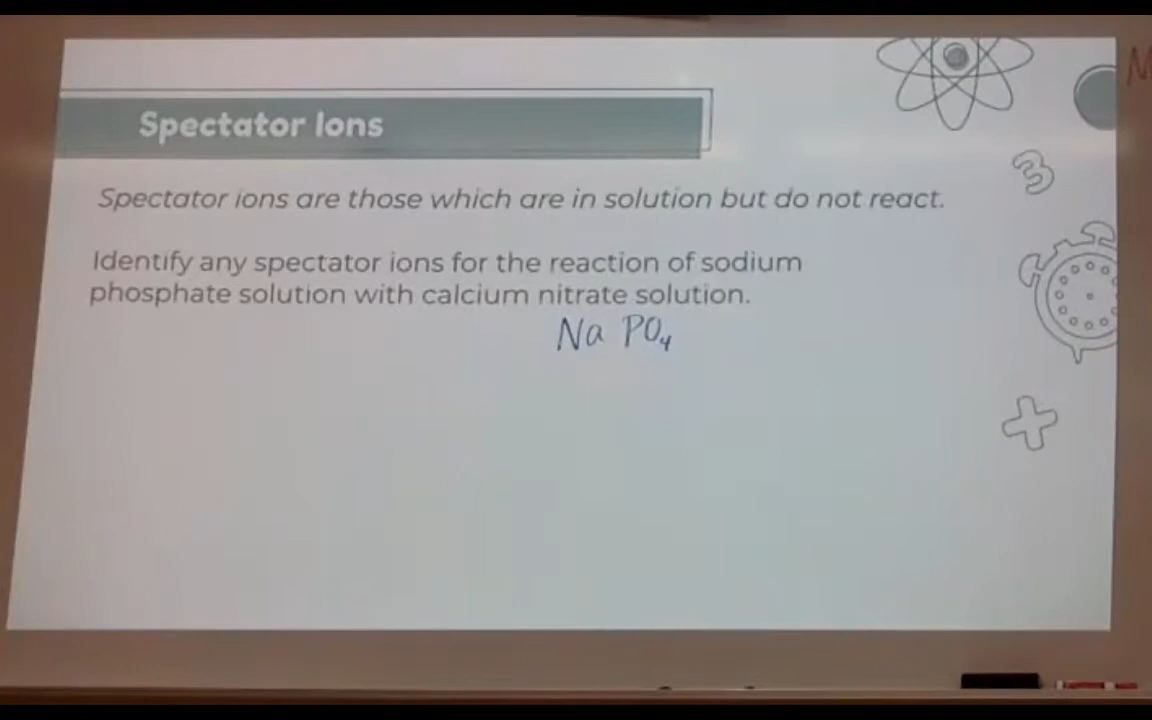 Spectator Ions
Spectator ions are those which are in solution but do not react.
Identify any spectator ions for the reaction of sodium
phosphate solution with calcium nitrate solution.
Na PO₄
3